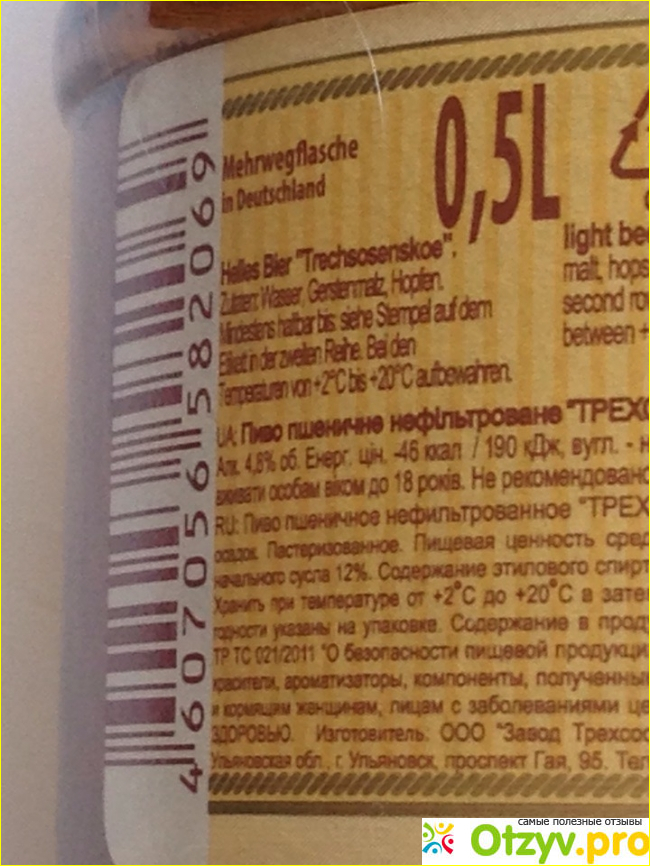 4607056582069
Mehrwegflasche
in Deutschland
0,5L
Helles Bier "Trechsosenskoe".
Zutaten: Wasser, Gerstenmalz, Hopfen.
Mindestens haltbar bis: siehe Stempel auf dem
Etikett in der zweiten Reihe. Bei den
Temperaturen von +2°C bis +20°C aufbewahren.
light bee
malt, hops
second ro
between +
UA: Пиво пшеничне нефільтроване "ТРЕХС
Алк. 4,8% об. Енерг. цін. -46 ккал / 190 кДж, вугл. - н
вживати особам віком до 18 років. Не рекомендовано
RU: Пиво пшеничное нефильтрованное "ТРЕХ
осадок. Пастеризованное. Пищевая ценность сред
начального сусла 12%. Содержание этилового спирт
Хранить при температуре от +2°С до +20°С в зате
годности указаны на упаковке. Содержание в прод
ТР ТС 021/2011 "О безопасности пищевой продукци
красители, ароматизаторы, компоненты, полученны
и кормящим женщинам, лицам с заболеваниями це
ЗДОРОВЬЮ. Изготовитель: ООО "Завод Трехсос
Ульяновская обл., г. Ульяновск, проспект Гая, 95. Тел
самые полезные отзывы
Otzyv.pro